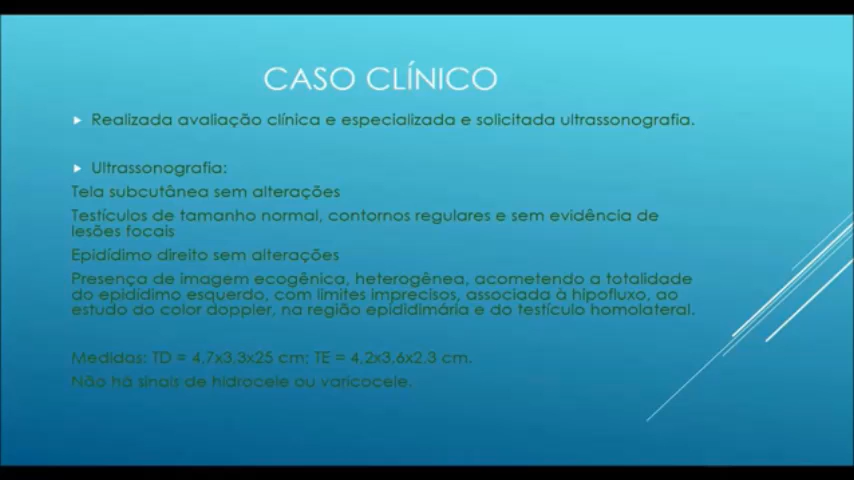 CASO CLÍNICO
Realizada avaliação clínica e especializada e solicitada ultrassonografia.
Ultrassonografia:
Tela subcutânea sem alterações
Testículos de tamanho normal, contornos regulares e sem evidência de
lesões focais
Epidídimo direito sem alterações
Presença de imagem ecogênica, heterogênea, acometendo a totalidade
do epidídimo esquerdo, com limites imprecisos, associada à hipofluxo, ao
estudo do color doppler, na região epididimária e do testículo homolateral.
Medidas: TD = 4,7x3,3x25 cm; TE = 4,2x3,6x2,3 cm.
Não há sinais de hidrocele ou varicocele.